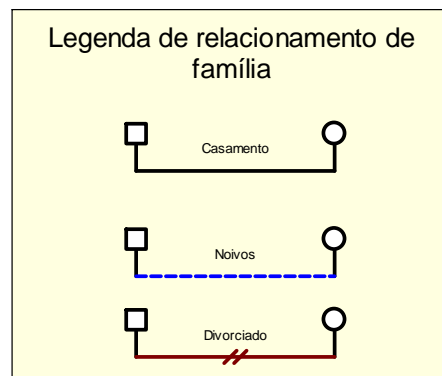 Legenda de relacionamento de
família
Casamento
Noivos
Divorciado